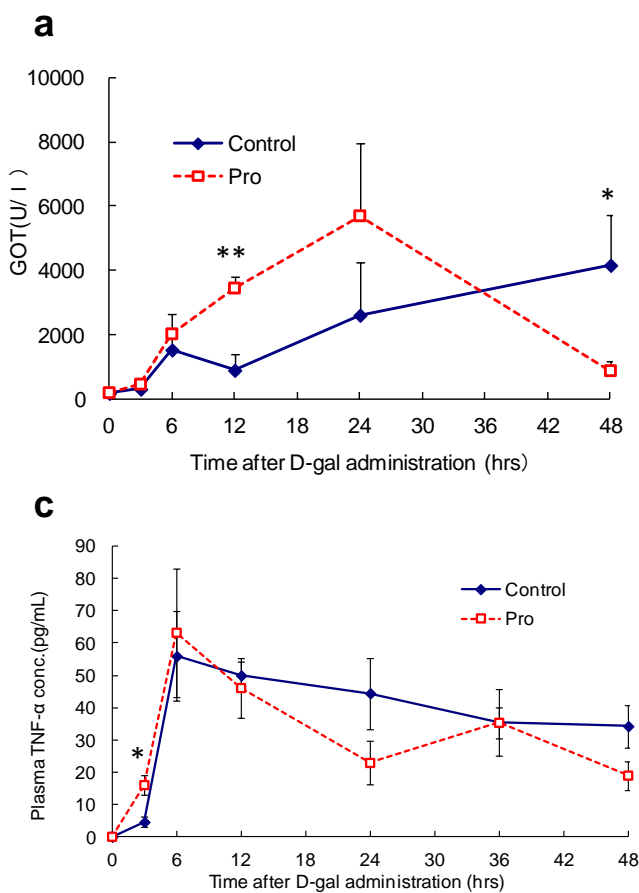 a
10000
8000
6000
4000
2000
0
GOT(U/ l )
Control
Pro
**
*
0 6 12 18 24 30 36 42 48
Time after D-gal administration (hrs)
c
90
80
70
60
50
40
30
20
10
0
Plasma TNF-α conc.(pg/mL)
Control
Pro
*
0 6 12 18 24 30 36 42 48
Time after D-gal administration (hrs)